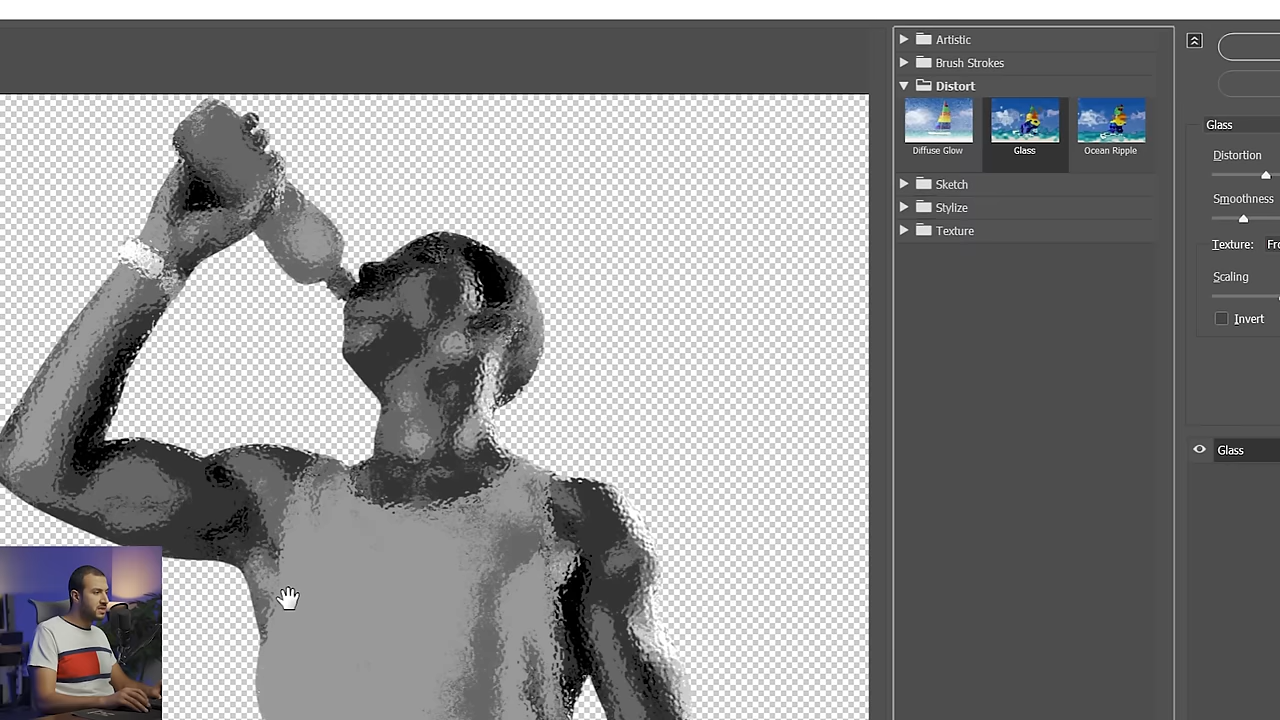 Artistic
Brush Strokes
Distort
Diffuse Glow
Glass
Ocean Ripple
Sketch
Stylize
Texture
Glass
Distortion
Smoothness
Texture:
Scaling
Invert
Glass